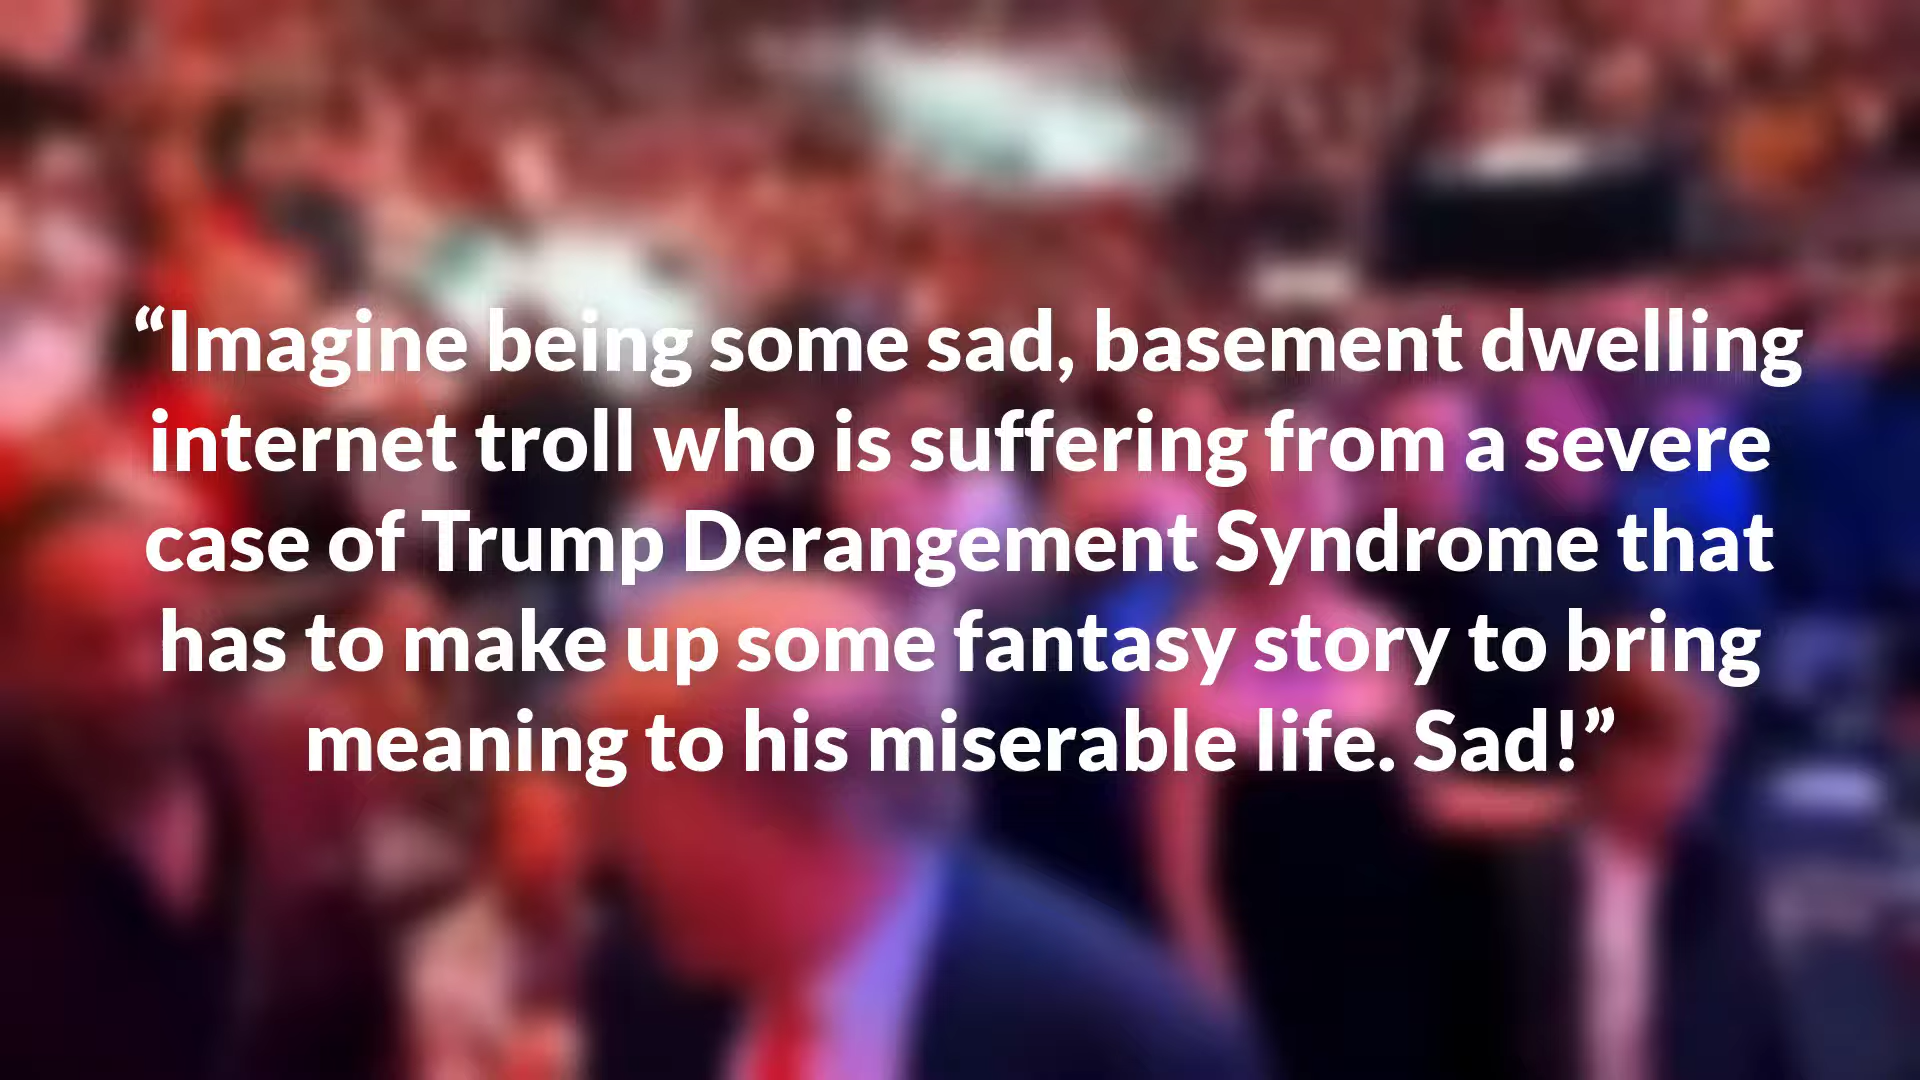 “Imagine being some sad, basement dwelling
internet troll who is suffering from a severe
case of Trump Derangement Syndrome that
has to make up some fantasy story to bring
meaning to his miserable life. Sad!”